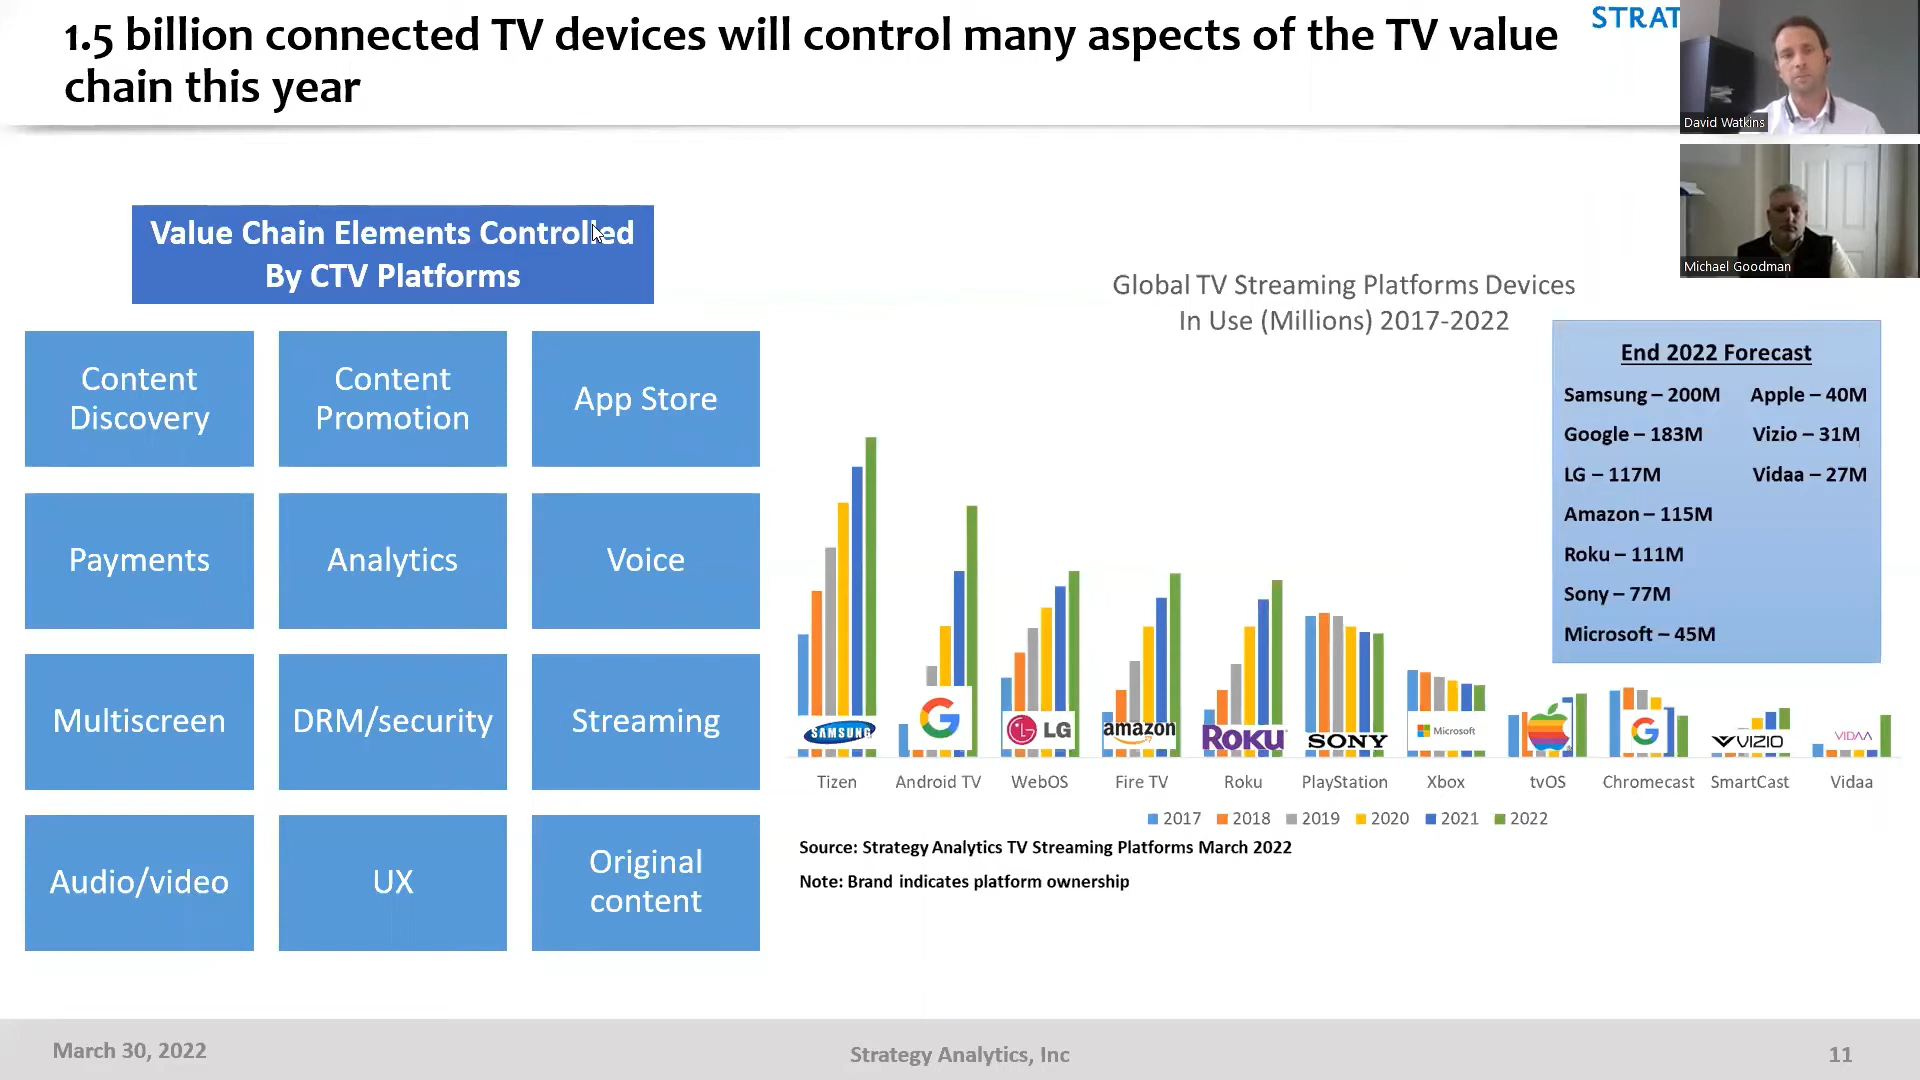 1.5 billion connected TV devices will control many aspects of the TV value
chain this year
STRAT
David Watkins
Michael Goodman
Value Chain Elements Controlled
By CTV Platforms
Content
Discovery
Content
Promotion
App Store
Payments
Analytics
Voice
Multiscreen
DRM/security
Streaming
Audio/video
UX
Original
content
Global TV Streaming Platforms Devices
In Use (Millions) 2017-2022
End 2022 Forecast
Samsung – 200M Apple – 40M
Google – 183M Vizio – 31M
LG – 117M Vidaa – 27M
Amazon – 115M
Roku – 111M
Sony – 77M
Microsoft – 45M
SAMSUNG
G
LG
amazon
ROKU
SONY
Microsoft
G
VIZIO
VIDAA
Tizen Android TV WebOS Fire TV Roku PlayStation Xbox tvOS Chromecast SmartCast Vidaa
2017 2018 2019 2020 2021 2022
Source: Strategy Analytics TV Streaming Platforms March 2022
Note: Brand indicates platform ownership
March 30, 2022
Strategy Analytics, Inc
11